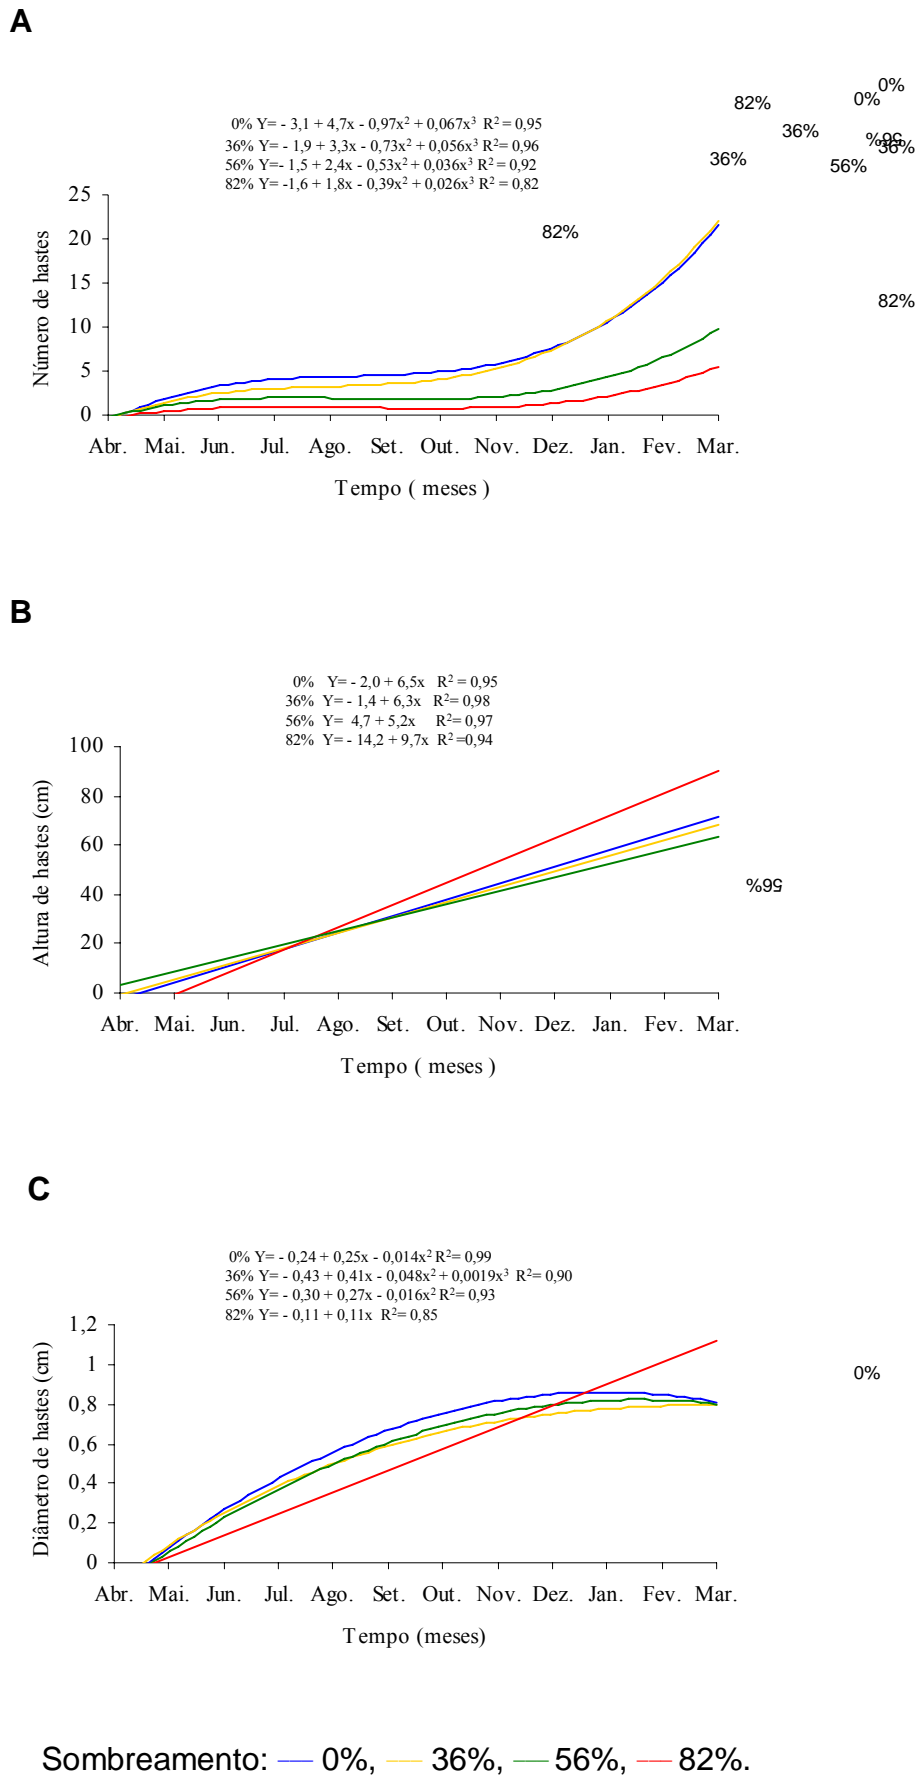 A
0%
82%
0%
0% Y= - 3,1 + 4,7x - 0,97x² + 0,067x³ R² = 0,95
36%
36% Y= - 1,9 + 3,3x - 0,73x² + 0,056x³ R²= 0,96
56%
36%
36%
56%
56% Y= - 1,5 + 2,4x - 0,53x² + 0,036x³ R² = 0,92
82% Y= -1,6 + 1,8x - 0,39x² + 0,026x³ R² = 0,82
82%
82%
Número de hastes
25
20
15
10
5
0
Abr. Mai. Jun. Jul. Ago. Set. Out. Nov. Dez. Jan. Fev. Mar.
Tempo ( meses )
B
0% Y= - 2,0 + 6,5x R² = 0,95
36% Y= - 1,4 + 6,3x R²= 0,98
56% Y= 4,7 + 5,2x R²= 0,97
82% Y= - 14,2 + 9,7x R² =0,94
Altura de hastes (cm)
100
80
60
40
20
0
56%
Abr. Mai. Jun. Jul. Ago. Set. Out. Nov. Dez. Jan. Fev. Mar.
Tempo ( meses )
C
0% Y= - 0,24 + 0,25x - 0,014x² R²= 0,99
36% Y= - 0,43 + 0,41x - 0,048x² + 0,0019x³ R²= 0,90
56% Y= - 0,30 + 0,27x - 0,016x² R²= 0,93
82% Y= - 0,11 + 0,11x R²= 0,85
Diâmetro de hastes (cm)
1,2
1
0,8
0,6
0,4
0,2
0
0%
Abr. Mai. Jun. Jul. Ago. Set. Out. Nov. Dez. Jan. Fev. Mar.
Tempo (meses)
Sombreamento: 0%, 36%, 56%, 82%.